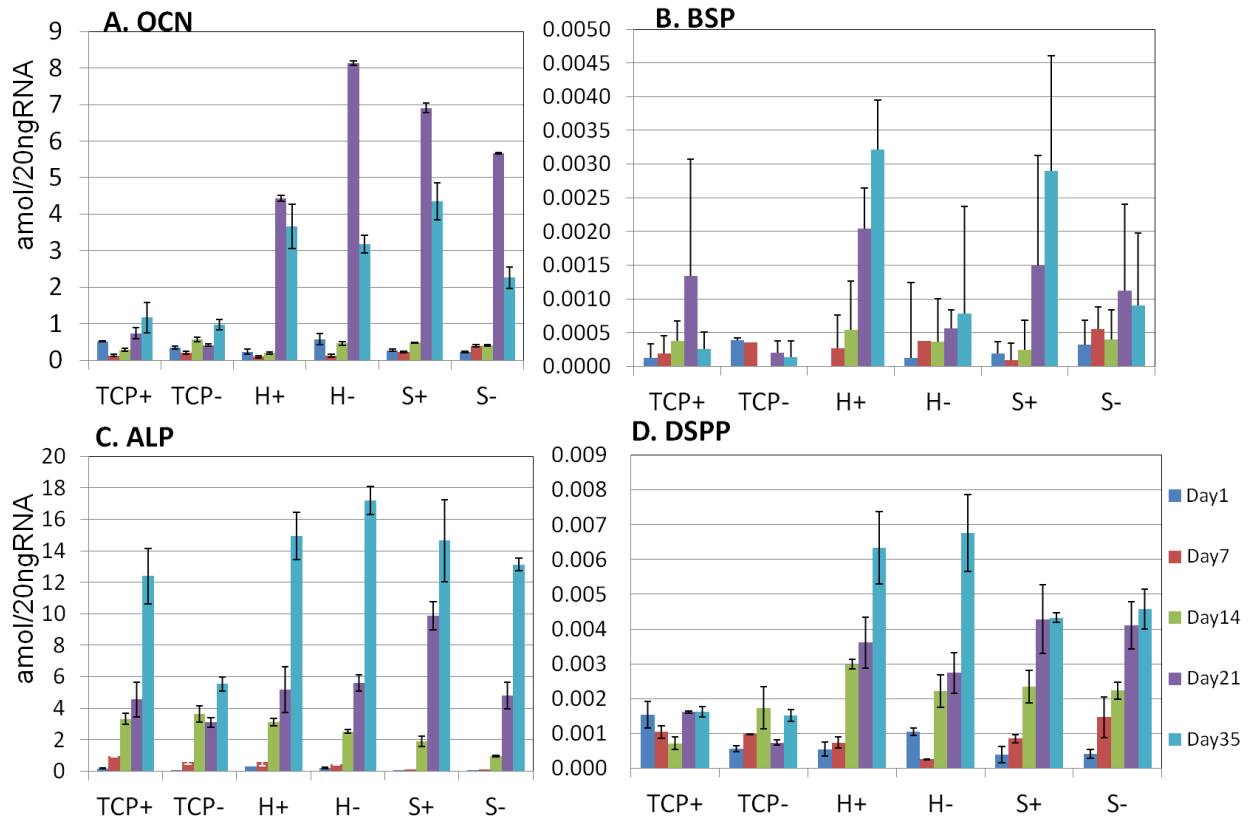 A. OCN
amol/20ngRNA
9
8
7
6
5
4
3
2
1
0
TCP+ TCP- H+ H- S+ S-
B. BSP
0.0050
0.0045
0.0040
0.0035
0.0030
0.0025
0.0020
0.0015
0.0010
0.0005
0.0000
TCP+ TCP- H+ H- S+ S-
C. ALP
amol/20ngRNA
20
18
16
14
12
10
8
6
4
2
0
TCP+ TCP- H+ H- S+ S-
D. DSPP
0.009
0.008
0.007
0.006
0.005
0.004
0.003
0.002
0.001
0.000
TCP+ TCP- H+ H- S+ S-
Day1
Day7
Day14
Day21
Day35